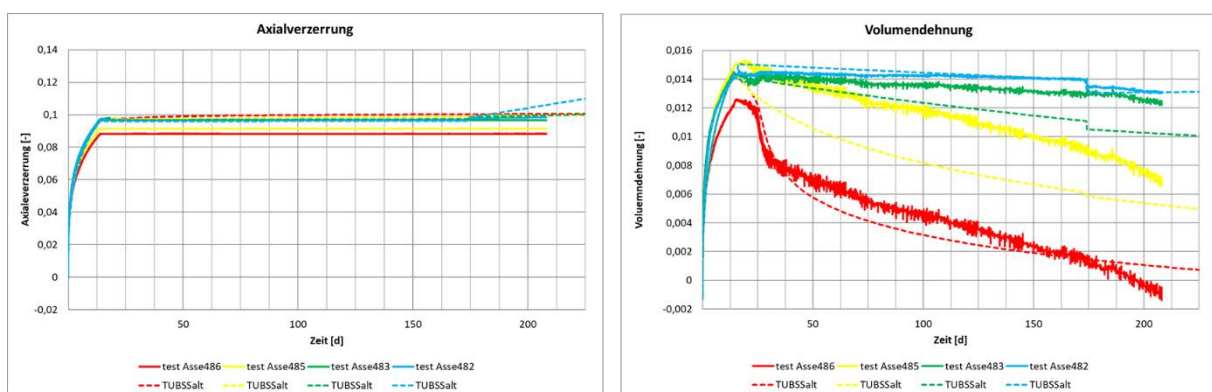 Axialverzerrung
0,14
0,12
0,1
0,08
0,06
0,04
0,02
0
-0,02
Axialeverzerrung [-]
50
100
150
200
Zeit [d]
test Asse486 test Asse485 test Asse483 test Asse482
TUBSSalt TUBSSalt TUBSSalt TUBSSalt
Volumendehnung
0,016
0,014
0,012
0,01
0,008
0,006
0,004
0,002
0
-0,002
Voluemndehnung [-]
50
100
150
200
Zeit [d]
test Asse486 test Asse485 test Asse483 test Asse482
TUBSSalt TUBSSalt TUBSSalt TUBSSalt